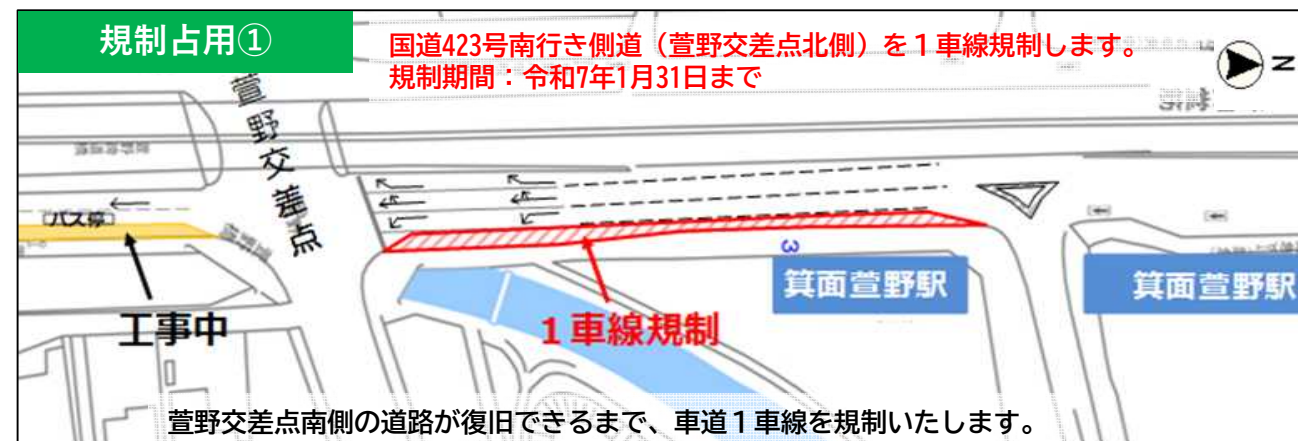 規制占用①
国道423号南行き側道（萱野交差点北側）を１車線規制します。
規制期間：令和7年1月31日まで
N
萱野交差点
バス停
3
箕面萱野駅
箕面萱野駅
工事中
１車線規制
萱野交差点南側の道路が復旧できるまで、車道１車線を規制いたします。